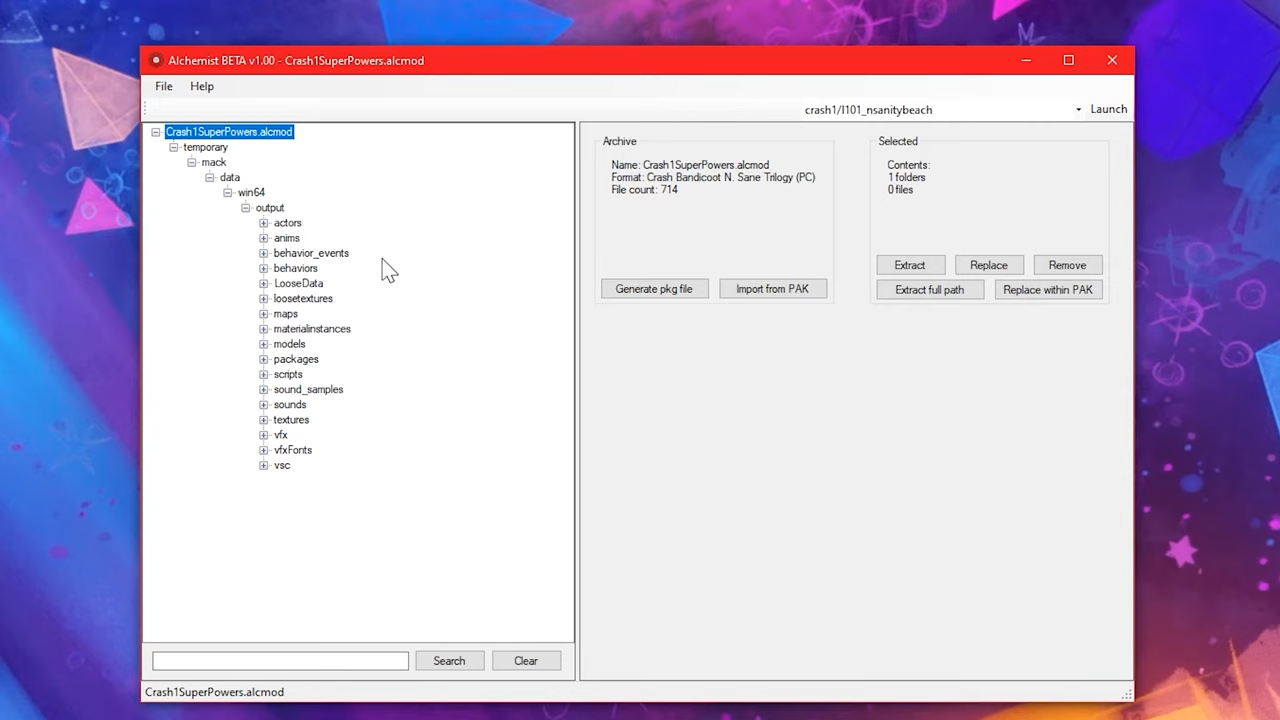 Alchemist BETA v1.00 - Crash1SuperPowers.alcmod
File Help
crash1/l101_nsanitybeach Launch
Crash1SuperPowers.alcmod
temporary
mack
data
win64
output
actors
anims
behavior_events
behaviors
LooseData
loosetextures
maps
materialinstances
models
packages
scripts
sound_samples
sounds
textures
vfx
vfxFonts
vsc
Search Clear
Crash1SuperPowers.alcmod
Archive
Name: Crash1SuperPowers.alcmod
Format: Crash Bandicoot N. Sane Trilogy (PC)
File count: 714
Generate pkg file Import from PAK
Selected
Contents:
1 folders
0 files
Extract Replace Remove
Extract full path Replace within PAK